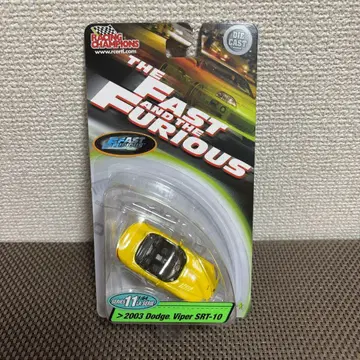 RACING
CHAMPIONS
www.rcertl.com
DIE
CAST
THE
FAST
AND THE
FURIOUS
SERIES 11
>2003 Dodge Viper SRT-10